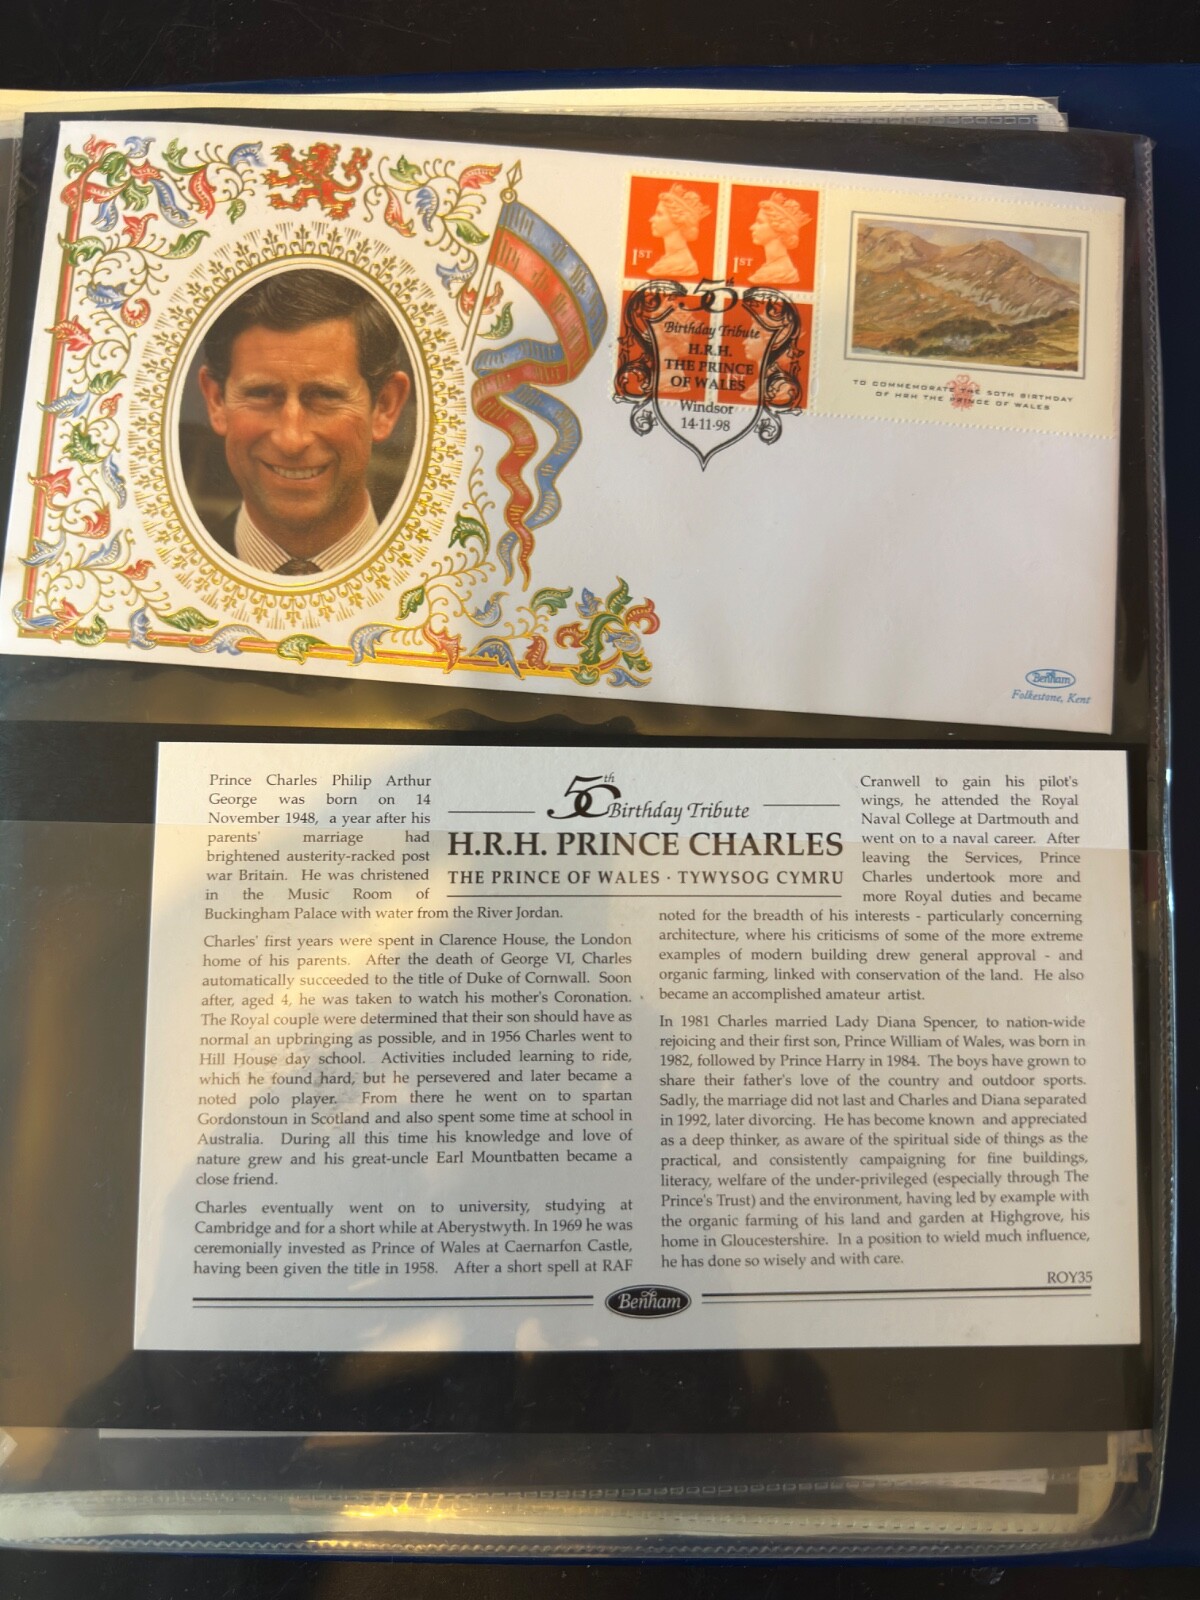 1ST
1ST
50th
Birthday Tribute
H.R.H.
THE PRINCE
OF WALES
Windsor
14·11·98
TO COMMEMORATE THE 50TH BIRTHDAY
OF HRH THE PRINCE OF WALES
Benham
Folkestone, Kent
50th
Birthday Tribute
H.R.H. PRINCE CHARLES
THE PRINCE OF WALES · TYWYSOG CYMRU
Prince Charles Philip Arthur
George was born on 14
November 1948, a year after his
parents' marriage had
brightened austerity-racked post
war Britain. He was christened
in the Music Room of
Buckingham Palace with water from the River Jordan.
Charles' first years were spent in Clarence House, the London
home of his parents. After the death of George VI, Charles
automatically succeeded to the title of Duke of Cornwall. Soon
after, aged 4, he was taken to watch his mother's Coronation.
The Royal couple were determined that their son should have as
normal an upbringing as possible, and in 1956 Charles went to
Hill House day school. Activities included learning to ride,
which he found hard, but he persevered and later became a
noted polo player. From there he went on to spartan
Gordonstoun in Scotland and also spent some time at school in
Australia. During all this time his knowledge and love of
nature grew and his great-uncle Earl Mountbatten became a
close friend.
Charles eventually went on to university, studying at
Cambridge and for a short while at Aberystwyth. In 1969 he was
ceremonially invested as Prince of Wales at Caernarfon Castle,
having been given the title in 1958. After a short spell at RAF
Cranwell to gain his pilot's
wings, he attended the Royal
Naval College at Dartmouth and
went on to a naval career. After
leaving the Services, Prince
Charles undertook more and
more Royal duties and became
noted for the breadth of his interests - particularly concerning
architecture, where his criticisms of some of the more extreme
examples of modern building drew general approval - and
organic farming, linked with conservation of the land. He also
became an accomplished amateur artist.
In 1981 Charles married Lady Diana Spencer, to nation-wide
rejoicing and their first son, Prince William of Wales, was born in
1982, followed by Prince Harry in 1984. The boys have grown to
share their father's love of the country and outdoor sports.
Sadly, the marriage did not last and Charles and Diana separated
in 1992, later divorcing. He has become known and appreciated
as a deep thinker, as aware of the spiritual side of things as the
practical, and consistently campaigning for fine buildings,
literacy, welfare of the under-privileged (especially through The
Prince's Trust) and the environment, having led by example with
the organic farming of his land and garden at Highgrove, his
home in Gloucestershire. In a position to wield much influence,
he has done so wisely and with care.
ROY35
Benham